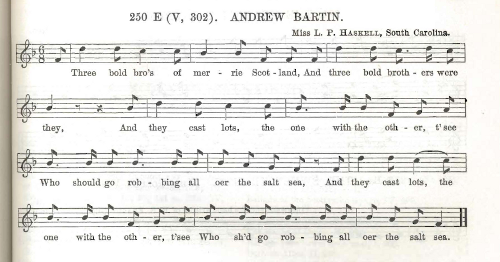 250 E (V, 302). ANDREW BARTIN.
Miss L. P. HASKELL, South Carolina.
Three bold bro's of mer - rie Scot - land, And three bold broth - ers were
they, And they cast lots, the one with the oth - er, t'see
Who should go rob - bing all oer the salt sea, And they cast lots, the
one with the oth - er, t'see Who sh'd go rob - bing all oer the salt sea.